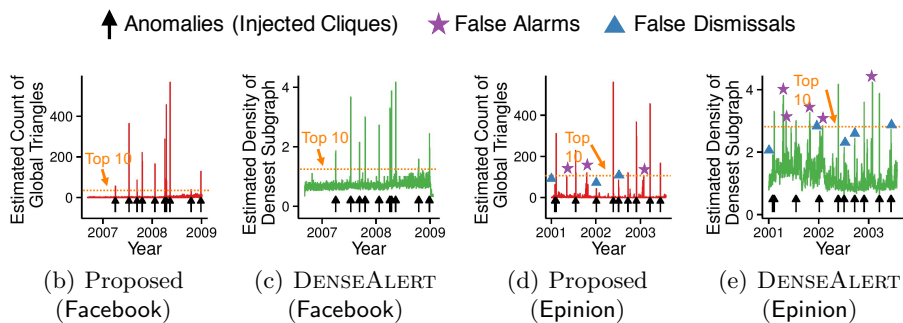 Anomalies (Injected Cliques) False Alarms False Dismissals
Estimated Count of
Global Triangles
400
200
0
Top 10
2007 2008 2009
Year
(b) Proposed
(Facebook)
Estimated Density of
Densest Subgraph
4
2
0
Top 10
2007 2008 2009
Year
(c) DENSEALERT
(Facebook)
Estimated Count of
Global Triangles
400
200
0
Top
10
2001 2002 2003
Year
(d) Proposed
(Epinion)
Estimated Density of
Densest Subgraph
4
2
0
Top
10
2001 2002 2003
Year
(e) DENSEALERT
(Epinion)